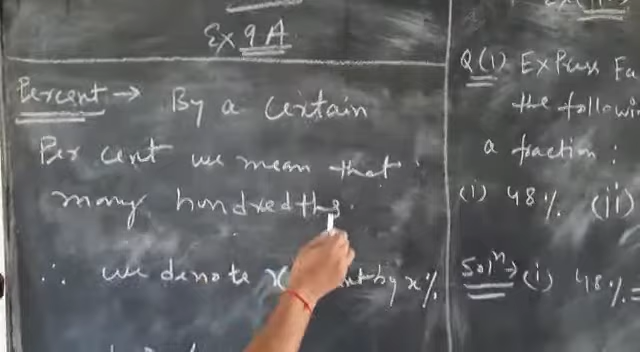 Ex 9A
Percent → By a certain
Per cent we mean that
many hundredths.
∴ we denote x by x%
Q(1) Express
the following
a fraction:
(i) 48% (ii)
Solⁿ→ (i) 48% =